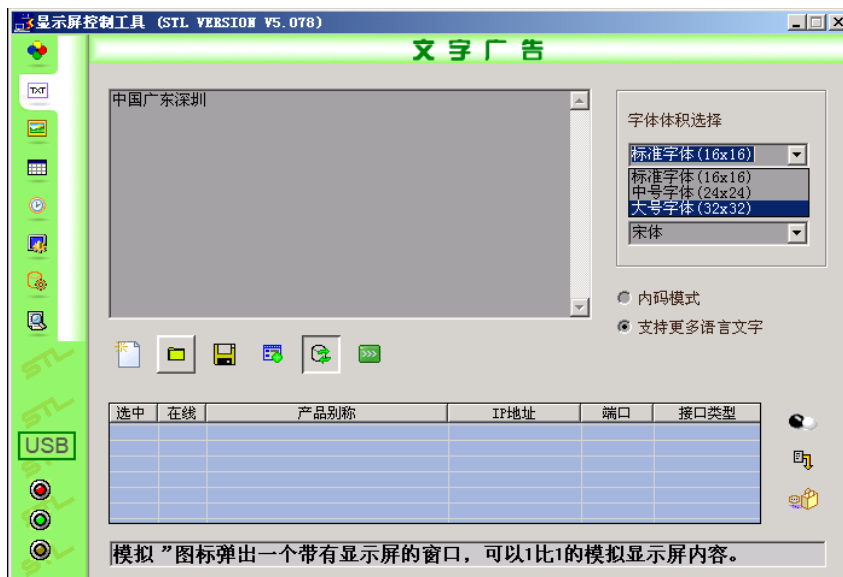 显示屏控制工具 (STL VERSION V5.078)
文字广告
TXT
中国广东深圳
字体体积选择
标准字体(16x16)
标准字体(16x16)
中号字体(24x24)
大号字体(32x32)
宋体
内码模式
支持更多语言文字
>>>
选中 在线 产品别称 IP地址 端口 接口类型
STL
STL
USB
STL
STL
模拟 ”图标弹出一个带有显示屏的窗口，可以1比1的模拟显示屏内容。